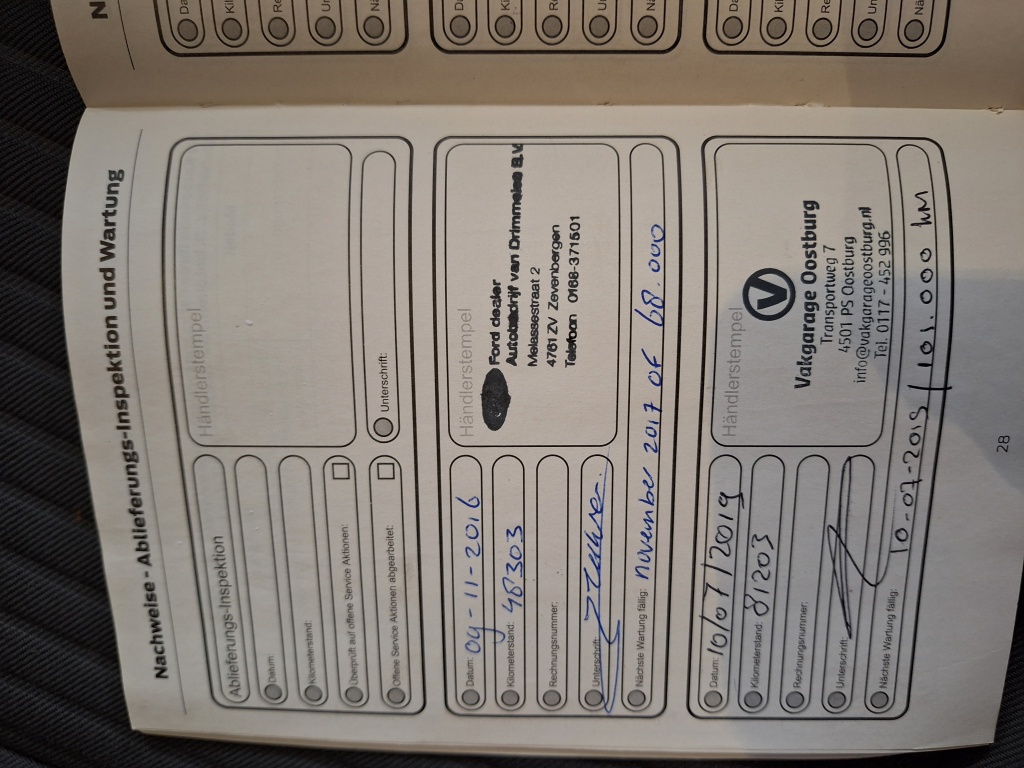 Nachweise - Ablieferungs-Inspektion und Wartung
Ablieferungs-Inspektion
Datum:
Kilometerstand:
Überprüft auf offene Service Aktionen:
Offene Service Aktionen abgearbeitet:
Händlerstempel
Unterschrift:
Datum: 09-11-2016
Kilometerstand: 48303
Rechnungsnummer:
Unterschrift:
Nächste Wartung fällig: november 2017 of 68.000
Händlerstempel
Ford dealer
Autobedrijf van Drimmelen B.V.
Melassestraat 2
4761 ZV Zevenbergen
Telefoon 0168-371501
Datum: 10/07/2019
Kilometerstand: 81203
Rechnungsnummer:
Unterschrift:
Nächste Wartung fällig: 10-07-2019 / 101.000 km
Händlerstempel
V
Vakgarage Oostburg
Transportweg 7
4501 PS Oostburg
info@vakgarageoostburg.nl
Tel. 0117 - 452 996
28